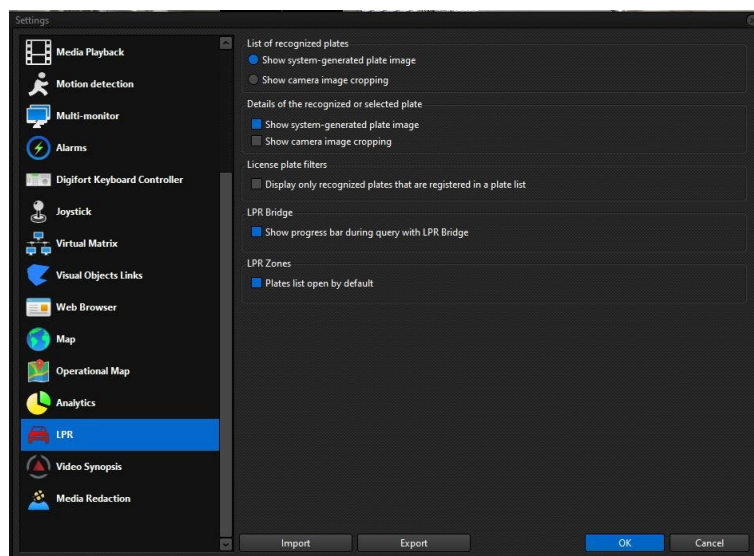 Settings
Media Playback
Motion detection
Multi-monitor
Alarms
Digifort Keyboard Controller
Joystick
Virtual Matrix
Visual Objects Links
Web Browser
Map
Operational Map
Analytics
LPR
Video Synopsis
Media Redaction
List of recognized plates
Show system-generated plate image
Show camera image cropping
Details of the recognized or selected plate
Show system-generated plate image
Show camera image cropping
License plate filters
Display only recognized plates that are registered in a plate list
LPR Bridge
Show progress bar during query with LPR Bridge
LPR Zones
Plates list open by default
Import
Export
OK
Cancel